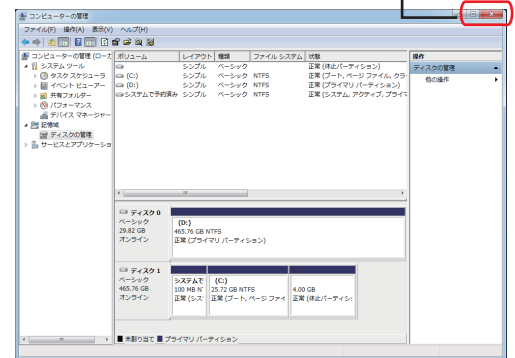 コンピューターの管理
ファイル(F) 操作(A) 表示(V) ヘルプ(H)
コンピューターの管理 (ローカ
システム ツール
タスク スケジューラ
イベント ビューアー
共有フォルダー
パフォーマンス
デバイス マネージャー
記憶域
ディスクの管理
サービスとアプリケーショ
ボリューム レイアウト 種類 ファイル システム 状態
シンプル ベーシック 正常 (休止パーティション)
(C:) シンプル ベーシック NTFS 正常 (ブート, ページ ファイル, クラ
(D:) シンプル ベーシック NTFS 正常 (プライマリ パーティション)
システムで予約済み シンプル ベーシック NTFS 正常 (システム, アクティブ, プライマ
操作
ディスクの管理
他の操作
ディスク 0
ベーシック
29.82 GB
オンライン
(D:)
465.76 GB NTFS
正常 (プライマリ パーティション)
ディスク 1
ベーシック
465.76 GB
オンライン
システムで
100 MB N
正常 (シス
(C:)
25.72 GB NTFS
正常 (ブート, ページ ファイ
4.00 GB
正常 (休止パーティシ
未割り当て プライマリ パーティション